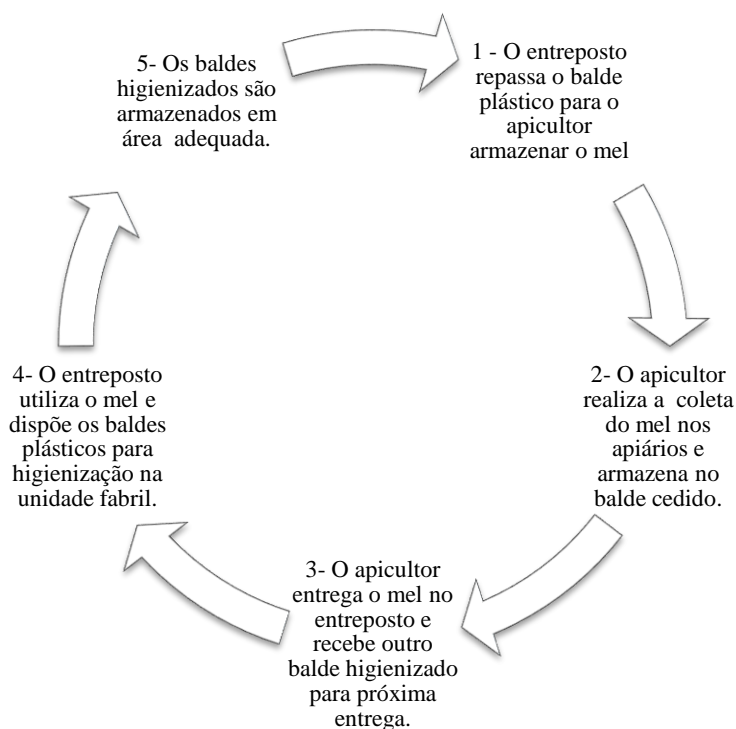 1 - O entreposto
repassa o balde
plástico para o
apicultor
armazenar o mel
2- O apicultor
realiza a coleta
do mel nos
apiários e
armazena no
balde cedido.
3- O apicultor
entrega o mel no
entreposto e
recebe outro
balde higienizado
para próxima
entrega.
4- O entreposto
utiliza o mel e
dispõe os baldes
plásticos para
higienização na
unidade fabril.
5- Os baldes
higienizados são
armazenados em
área adequada.